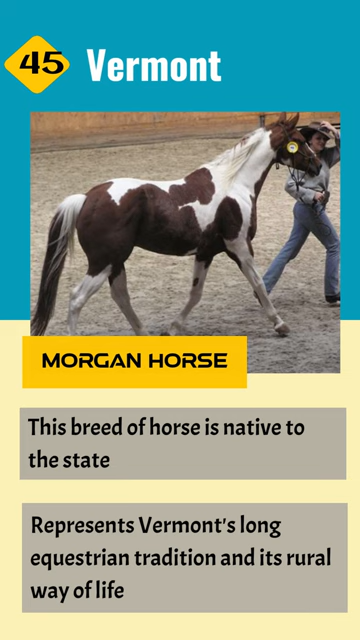 45
Vermont
MORGAN HORSE
This breed of horse is native to
the state
Represents Vermont's long
equestrian tradition and its rural
way of life